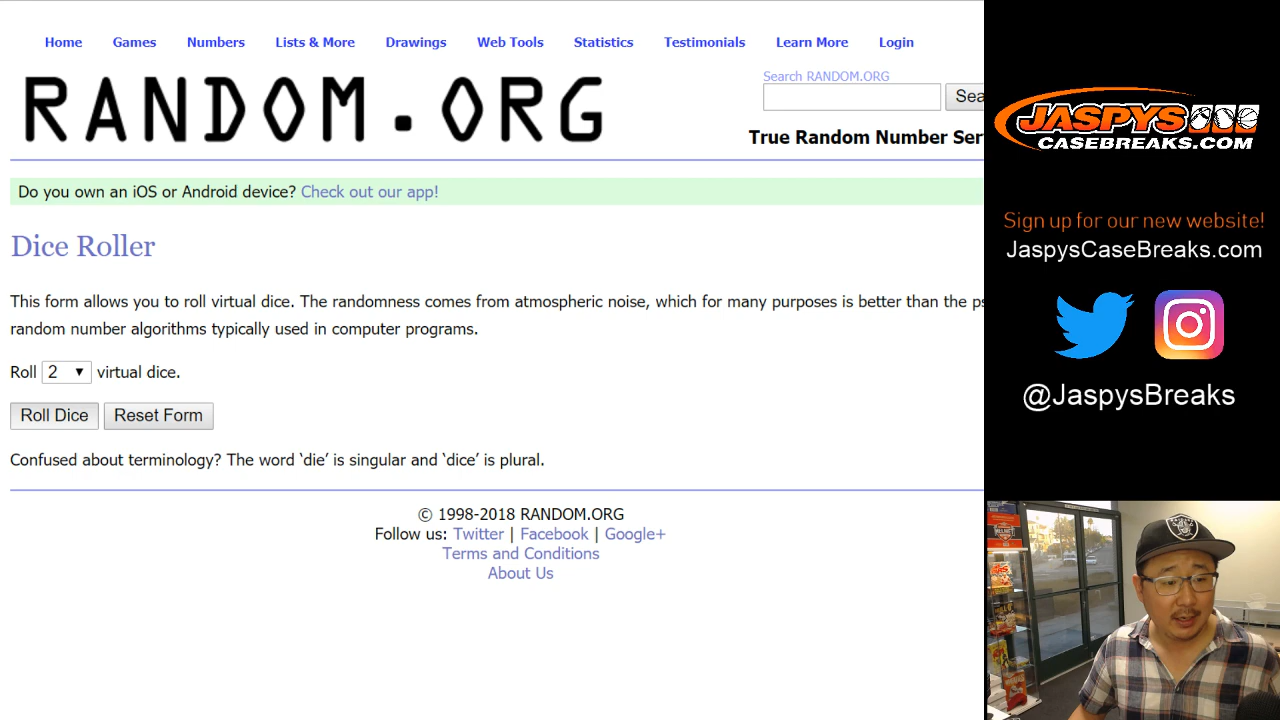 Home Games Numbers Lists & More Drawings Web Tools Statistics Testimonials Learn More Login
RANDOM.ORG
Search RANDOM.ORG
Sea
True Random Number Ser
Do you own an iOS or Android device? Check out our app!
Dice Roller
This form allows you to roll virtual dice. The randomness comes from atmospheric noise, which for many purposes is better than the ps
random number algorithms typically used in computer programs.
Roll 2 virtual dice.
Roll Dice Reset Form
Confused about terminology? The word ‘die’ is singular and ‘dice’ is plural.
© 1998-2018 RANDOM.ORG
Follow us: Twitter | Facebook | Google+
Terms and Conditions
About Us
JASPYS
CASEBREAKS.COM
Sign up for our new website!
JaspysCaseBreaks.com
@JaspysBreaks